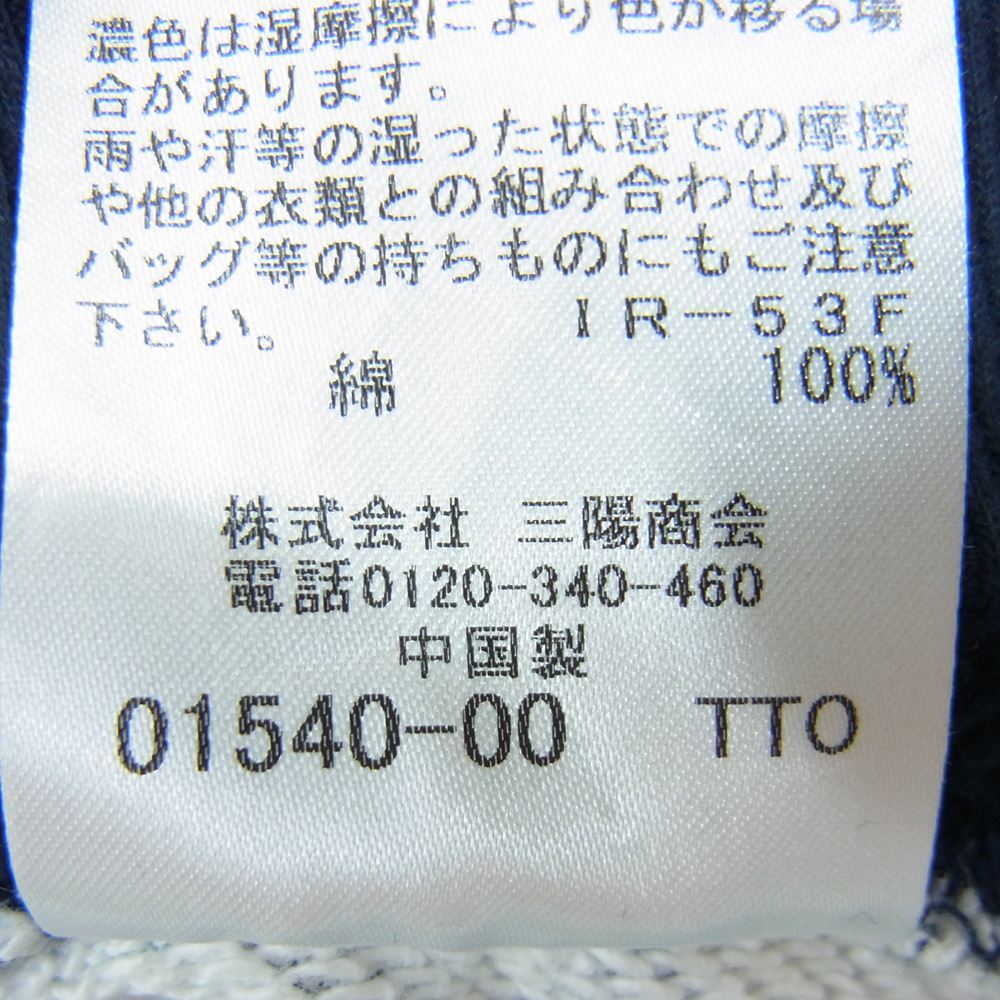 濃色は湿摩擦により色が移る場
合があります。
雨や汗等の湿った状態での摩擦
や他の衣類との組み合わせ及び
バッグ等の持ちものにもご注意
下さい。 ＩＲ－５３Ｆ
綿 100%
株式会社 三陽商会
電話0120-340-460
中国製
01540-00 TTO